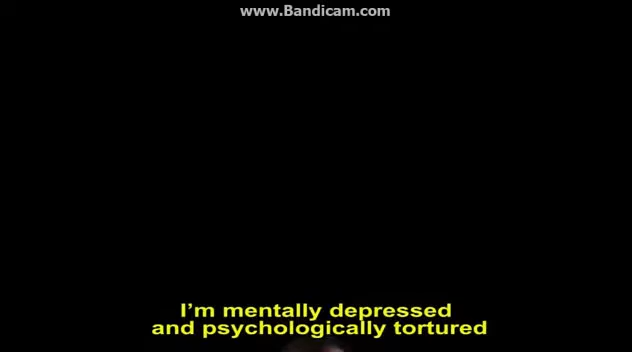 www.Bandicam.com
I'm mentally depressed
and psychologically tortured